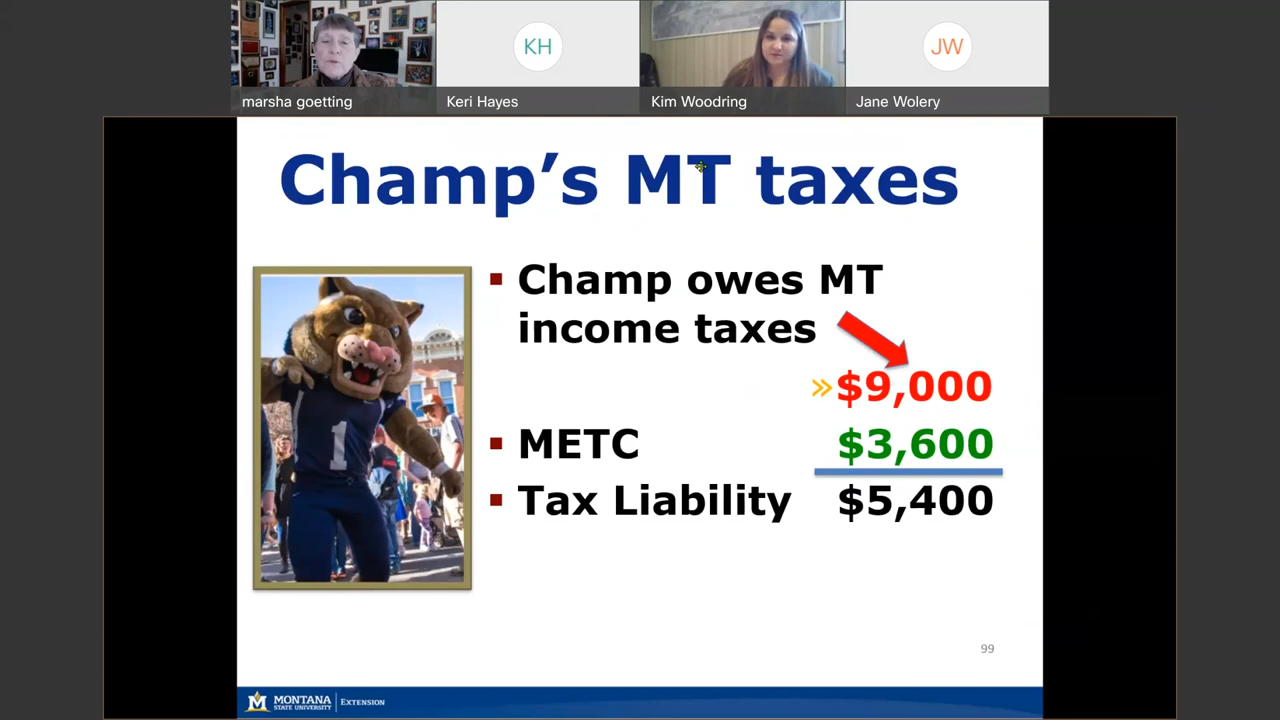 marsha goetting
KH
Keri Hayes
Kim Woodring
JW
Jane Wolery
Champ’s MT taxes
▪ Champ owes MT
income taxes
»$9,000
▪ METC $3,600
▪ Tax Liability $5,400
1
99
MONTANA
STATE UNIVERSITY
EXTENSION